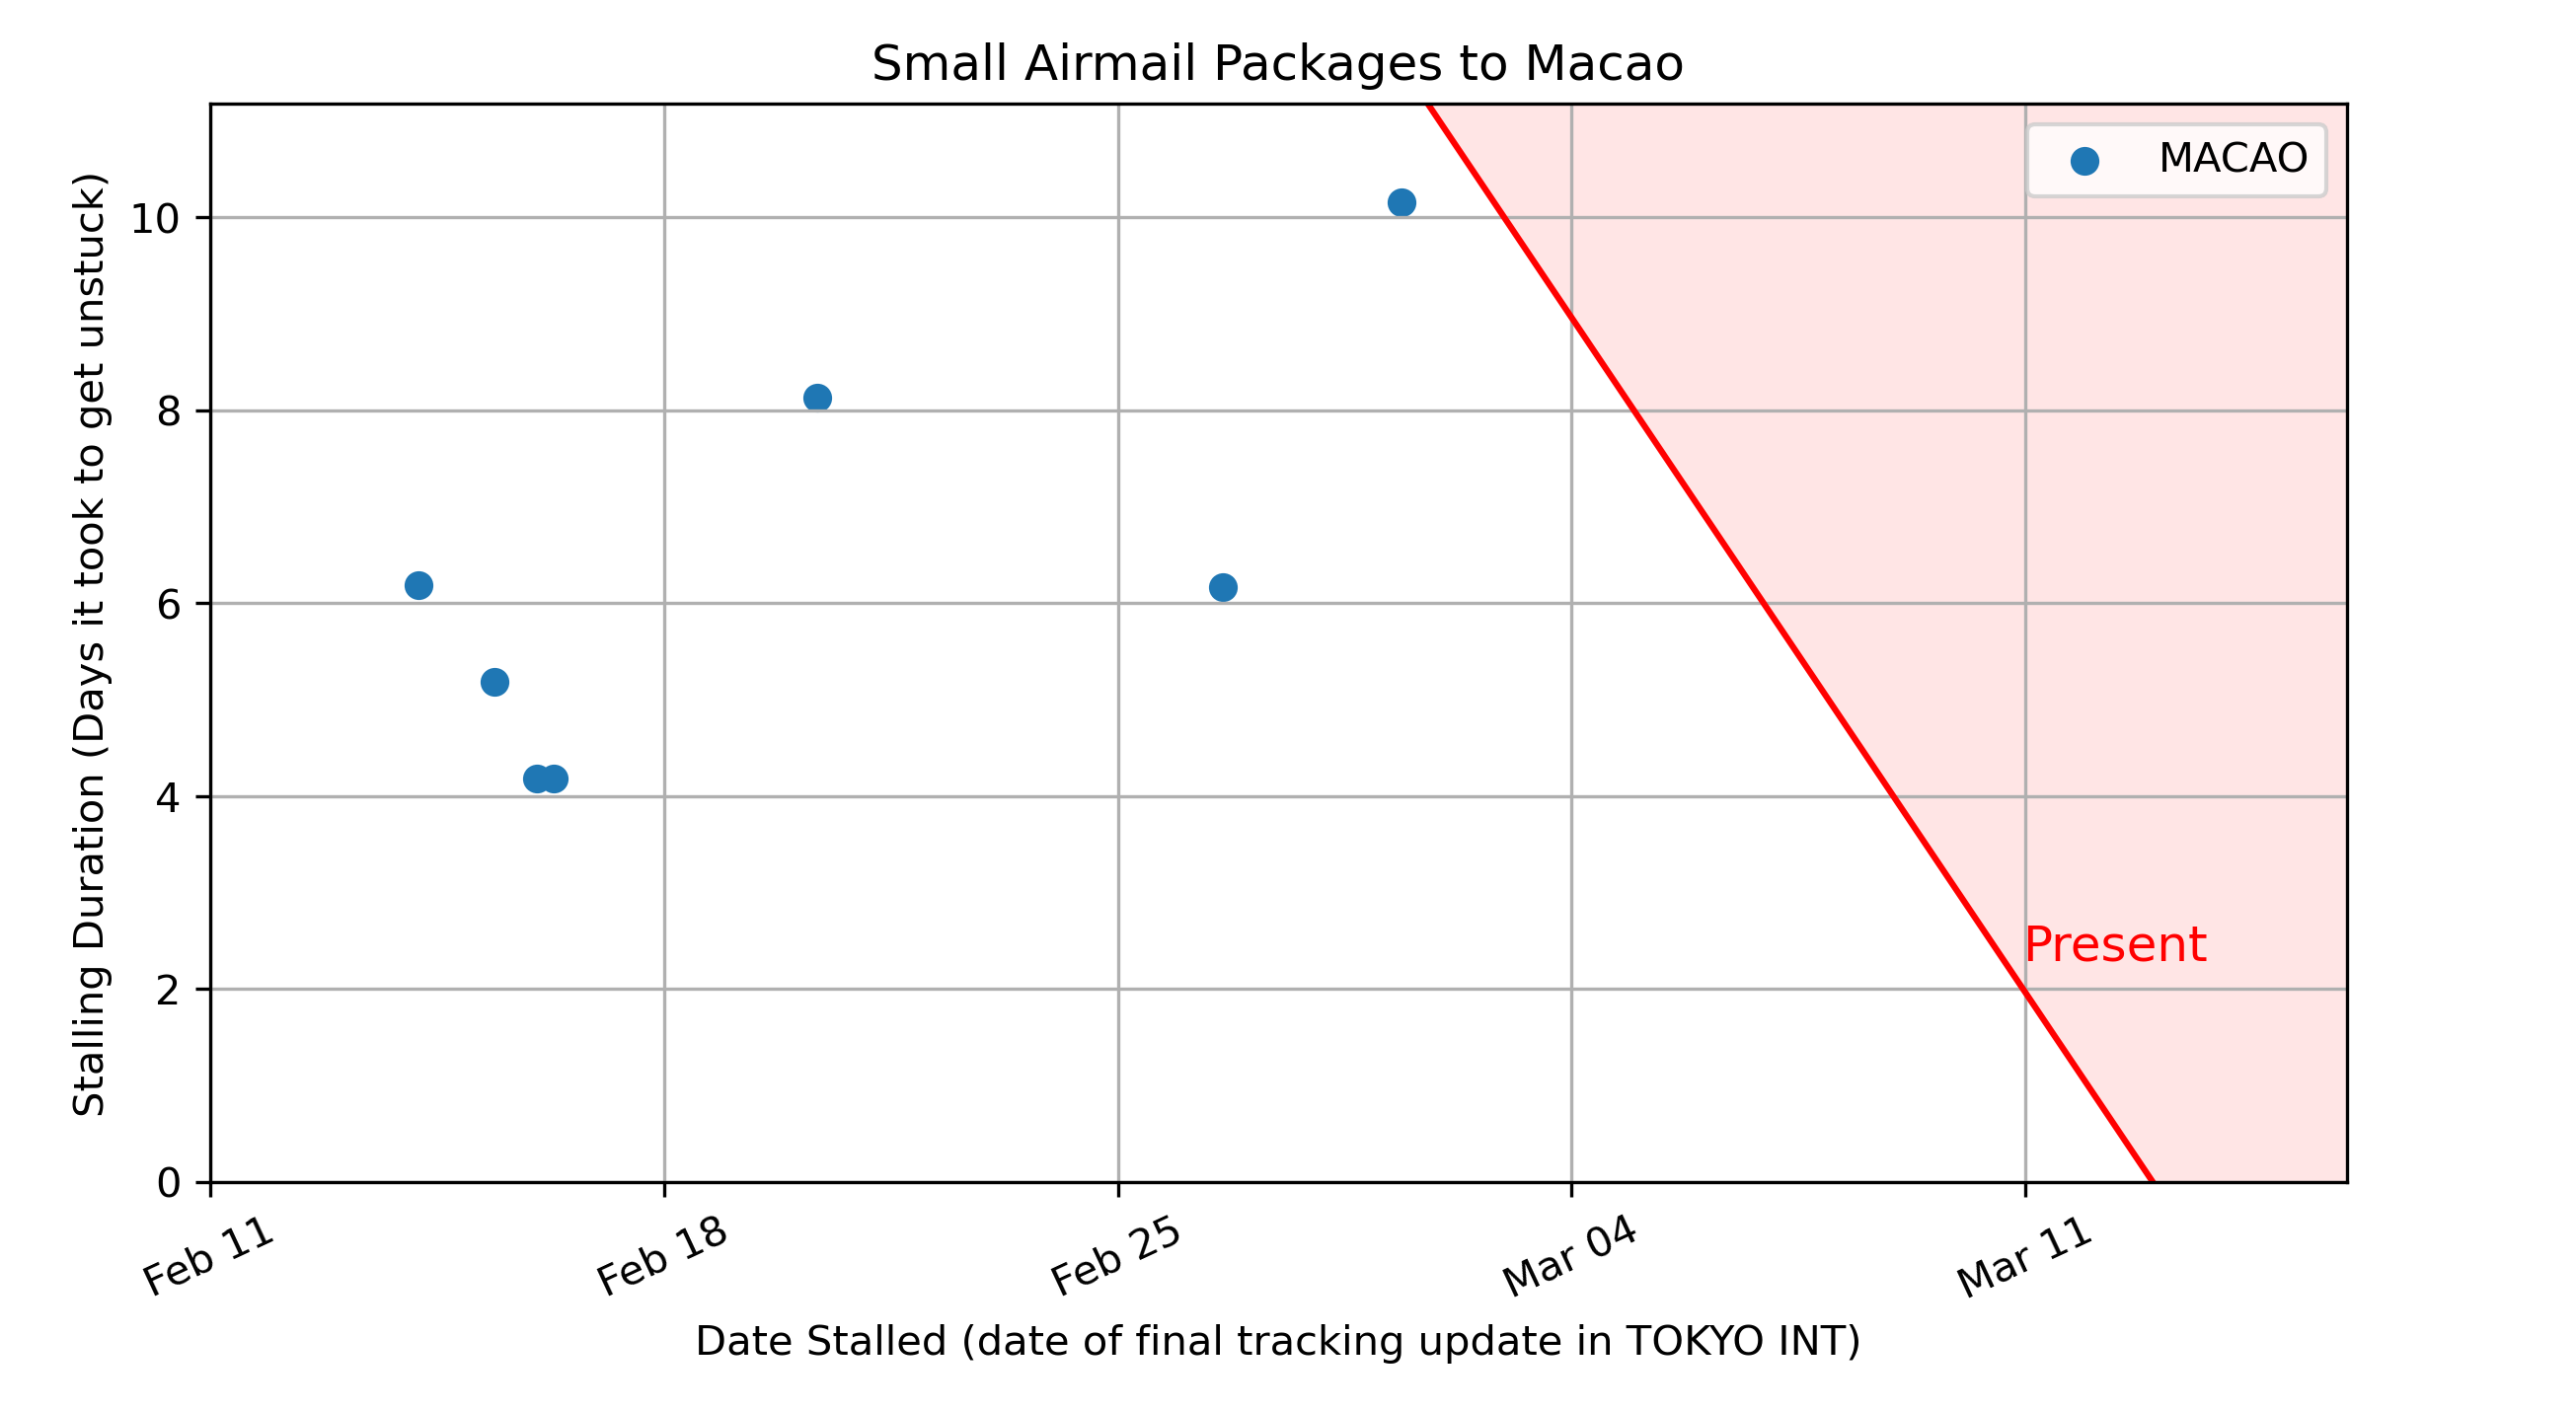 Small Airmail Packages to Macao
MACAO
Stalling Duration (Days it took to get unstuck)
10
8
6
4
2
0
Present
Feb 11
Feb 18
Feb 25
Mar 04
Mar 11
Date Stalled (date of final tracking update in TOKYO INT)